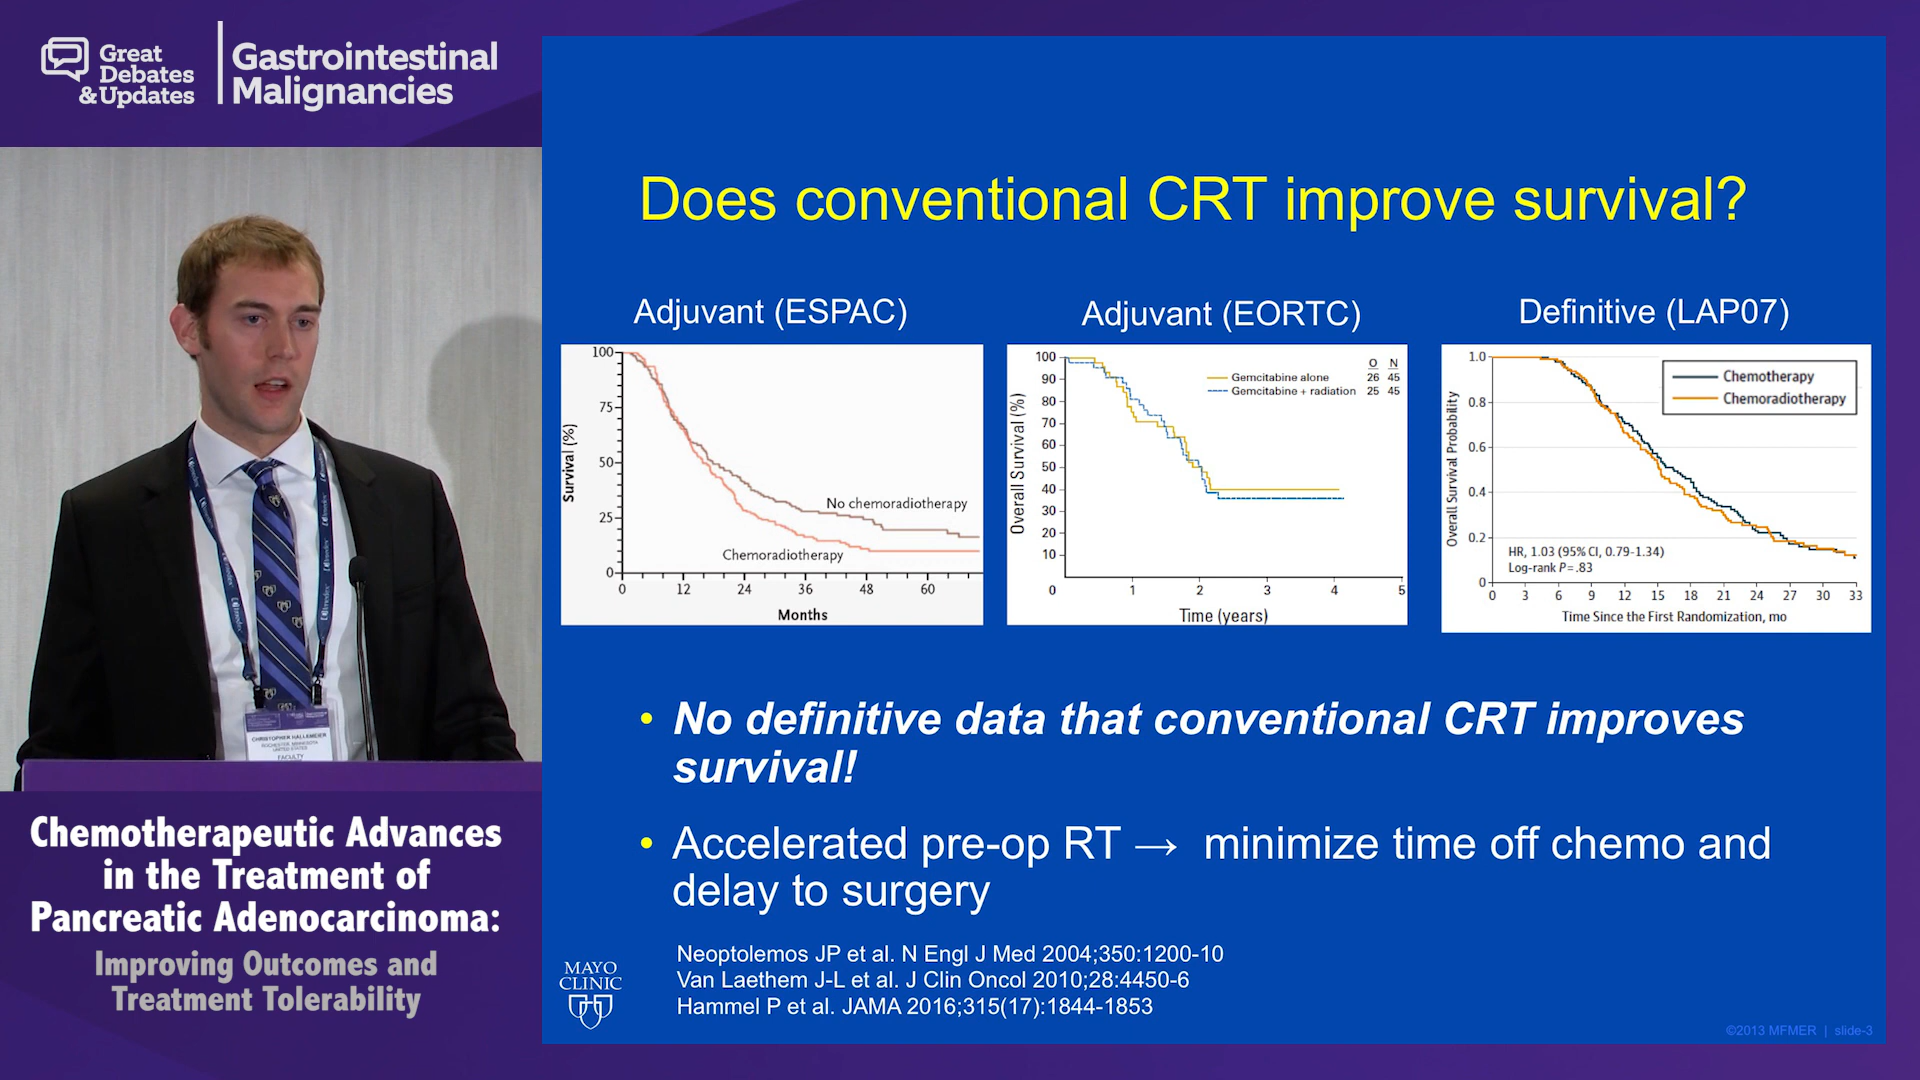 Great
Debates
& Updates
Gastrointestinal
Malignancies
Does conventional CRT improve survival?
Adjuvant (ESPAC)
100
75
50
25
0
Survival (%)
No chemoradiotherapy
Chemoradiotherapy
0 12 24 36 48 60
Months
Adjuvant (EORTC)
100
90
80
70
60
50
40
30
20
10
0 1 2 3 4 5
Overall Survival (%)
O N
Gemcitabine alone 26 45
Gemcitabine + radiation 25 45
Time (years)
Definitive (LAP07)
1.0
0.8
0.6
0.4
0.2
0
Overall Survival Probability
Chemotherapy
Chemoradiotherapy
HR, 1.03 (95% CI, 0.79-1.34)
Log-rank P=.83
0 3 6 9 12 15 18 21 24 27 30 33
Time Since the First Randomization, mo
• No definitive data that conventional CRT improves
survival!
• Accelerated pre-op RT → minimize time off chemo and
delay to surgery
Neoptolemos JP et al. N Engl J Med 2004;350:1200-10
Van Laethem J-L et al. J Clin Oncol 2010;28:4450-6
Hammel P et al. JAMA 2016;315(17):1844-1853
MAYO
CLINIC
©2013 MFMER | slide-3
CHRISTOPHER HALLEMEIER
ROCHESTER, MINNESOTA
UNITED STATES
FACULTY
Chemotherapeutic Advances
in the Treatment of
Pancreatic Adenocarcinoma:
Improving Outcomes and
Treatment Tolerability